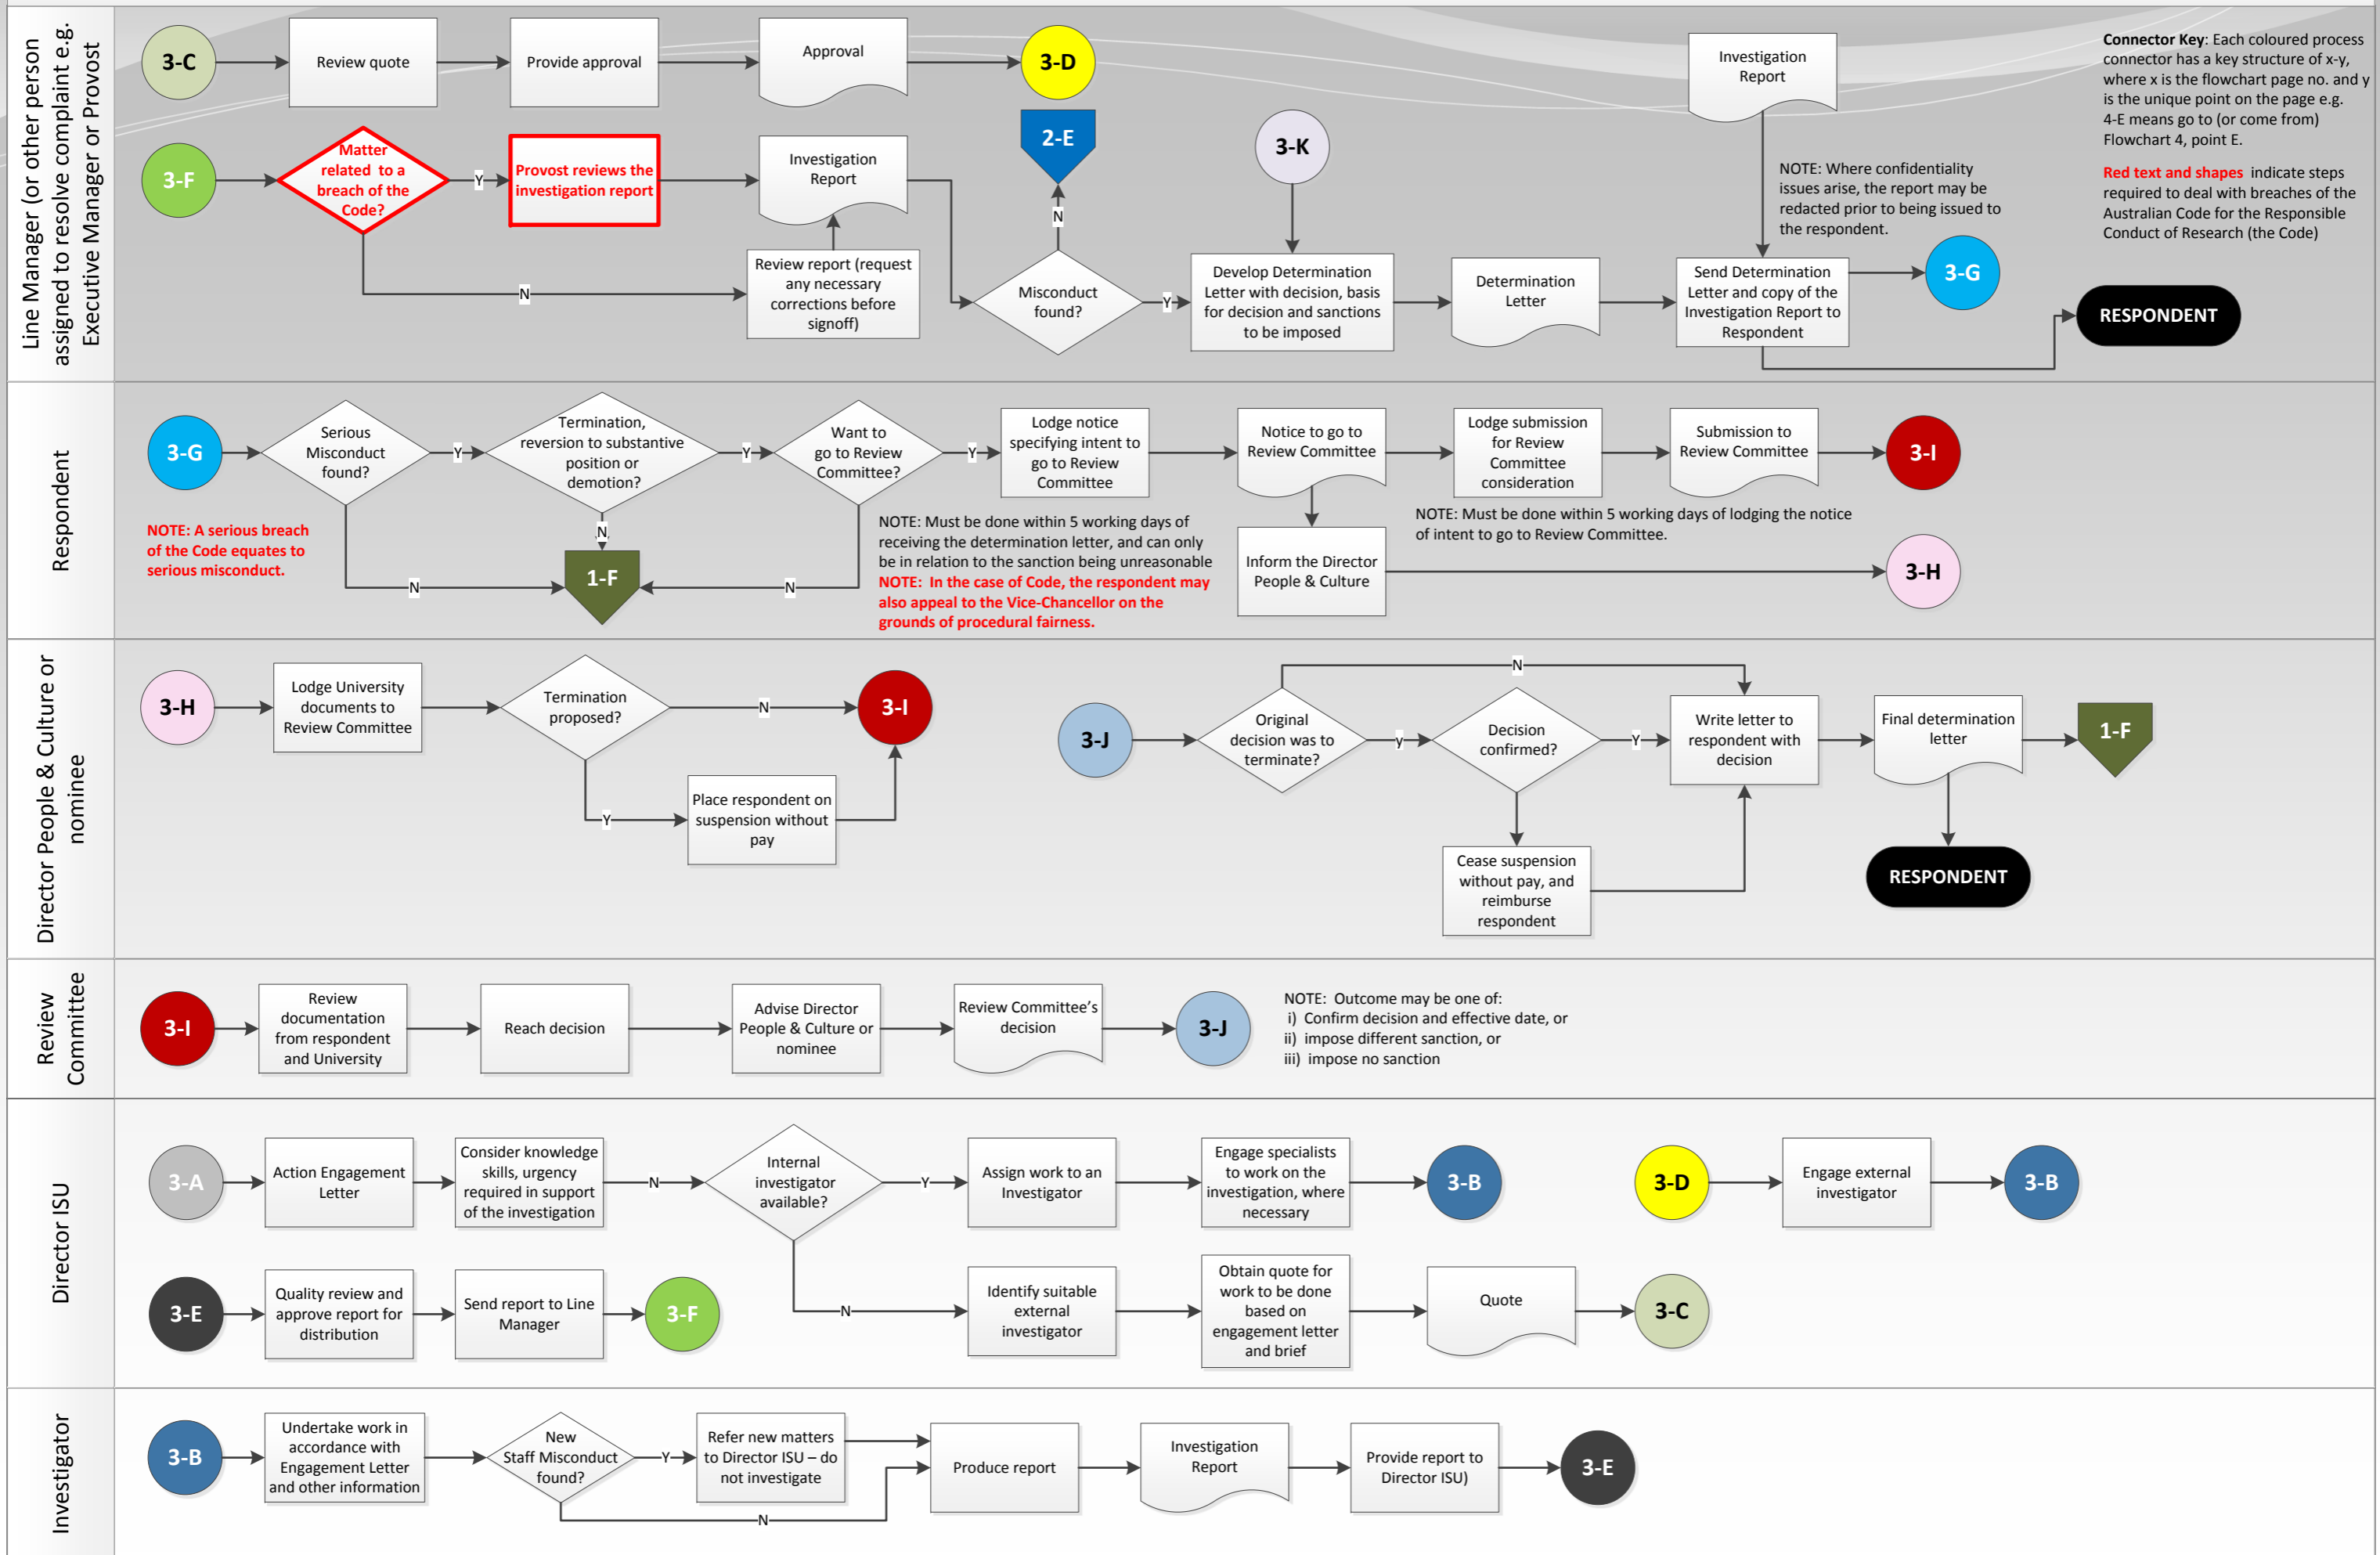 Line Manager (or other person
assigned to resolve complaint e.g.
Executive Manager or Provost
3-C
Review quote
Provide approval
Approval
3-D
Investigation
Report
Connector Key: Each coloured process
connector has a key structure of x-y,
where x is the flowchart page no. and y
is the unique point on the page e.g.
4-E means go to (or come from)
Flowchart 4, point E.
Red text and shapes indicate steps
required to deal with breaches of the
Australian Code for the Responsible
Conduct of Research (the Code)
3-F
Matter
related to a
breach of the
Code?
Y
Provost reviews the
investigation report
Investigation
Report
2-E
N
3-K
NOTE: Where confidentiality
issues arise, the report may be
redacted prior to being issued to
the respondent.
N
Review report (request
any necessary
corrections before
signoff)
Misconduct
found?
Y
Develop Determination
Letter with decision, basis
for decision and sanctions
to be imposed
Determination
Letter
Send Determination
Letter and copy of the
Investigation Report to
Respondent
3-G
RESPONDENT
Respondent
3-G
Serious
Misconduct
found?
Y
Termination,
reversion to substantive
position or
demotion?
Y
Want to
go to Review
Committee?
Y
Lodge notice
specifying intent to
go to Review
Committee
Notice to go to
Review Committee
Lodge submission
for Review
Committee
consideration
Submission to
Review Committee
3-I
NOTE: A serious breach
of the Code equates to
serious misconduct.
N
N
1-F
N
NOTE: Must be done within 5 working days of
receiving the determination letter, and can only
be in relation to the sanction being unreasonable
NOTE: In the case of Code, the respondent may
also appeal to the Vice-Chancellor on the
grounds of procedural fairness.
NOTE: Must be done within 5 working days of lodging the notice
of intent to go to Review Committee.
Inform the Director
People & Culture
3-H
Director People & Culture or
nominee
3-H
Lodge University
documents to
Review Committee
Termination
proposed?
N
3-I
Y
Place respondent on
suspension without
pay
3-J
Original
decision was to
terminate?
N
y
Decision
confirmed?
Y
Write letter to
respondent with
decision
Final determination
letter
1-F
Cease suspension
without pay, and
reimburse
respondent
RESPONDENT
Review
Committee
3-I
Review
documentation
from respondent
and University
Reach decision
Advise Director
People & Culture or
nominee
Review Committee's
decision
3-J
NOTE: Outcome may be one of:
i) Confirm decision and effective date, or
ii) impose different sanction, or
iii) impose no sanction
Director ISU
3-A
Action Engagement
Letter
Consider knowledge
skills, urgency
required in support
of the investigation
N
Internal
investigator
available?
Y
Assign work to an
Investigator
Engage specialists
to work on the
investigation, where
necessary
3-B
3-D
Engage external
investigator
3-B
3-E
Quality review and
approve report for
distribution
Send report to Line
Manager
3-F
N
Identify suitable
external
investigator
Obtain quote for
work to be done
based on
engagement letter
and brief
Quote
3-C
Investigator
3-B
Undertake work in
accordance with
Engagement Letter
and other information
New
Staff Misconduct
found?
Y
Refer new matters
to Director ISU – do
not investigate
N
Produce report
Investigation
Report
Provide report to
Director ISU)
3-E